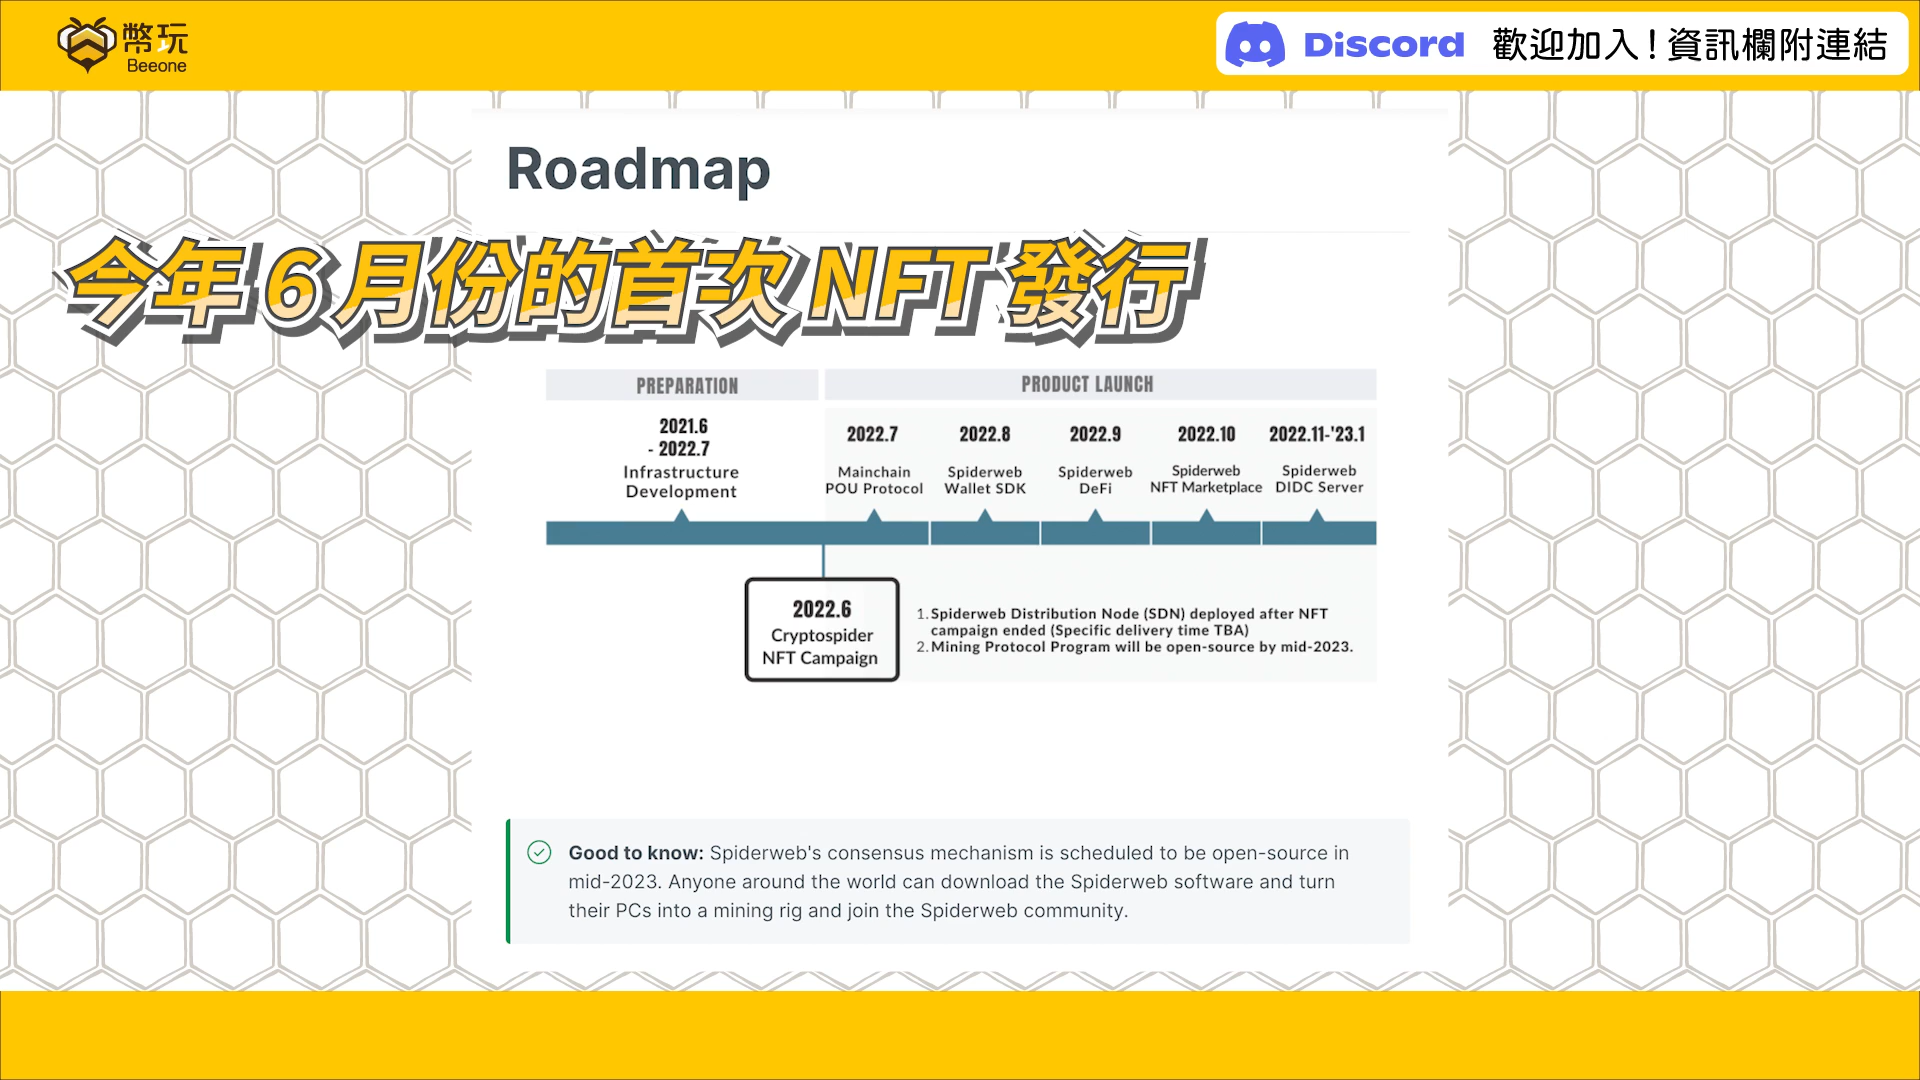 幣玩
Beeone
Discord 歡迎加入!資訊欄附連結
Roadmap
今年 6 月份的首次 NFT 發行
PREPARATION
PRODUCT LAUNCH
2021.6
- 2022.7
Infrastructure
Development
2022.7
Mainchain
POU Protocol
2022.8
Spiderweb
Wallet SDK
2022.9
Spiderweb
DeFi
2022.10
Spiderweb
NFT Marketplace
2022.11-'23.1
Spiderweb
DIDC Server
2022.6
Cryptospider
NFT Campaign
1. Spiderweb Distribution Node (SDN) deployed after NFT
campaign ended (Specific delivery time TBA)
2. Mining Protocol Program will be open-source by mid-2023.
Good to know: Spiderweb's consensus mechanism is scheduled to be open-source in
mid-2023. Anyone around the world can download the Spiderweb software and turn
their PCs into a mining rig and join the Spiderweb community.